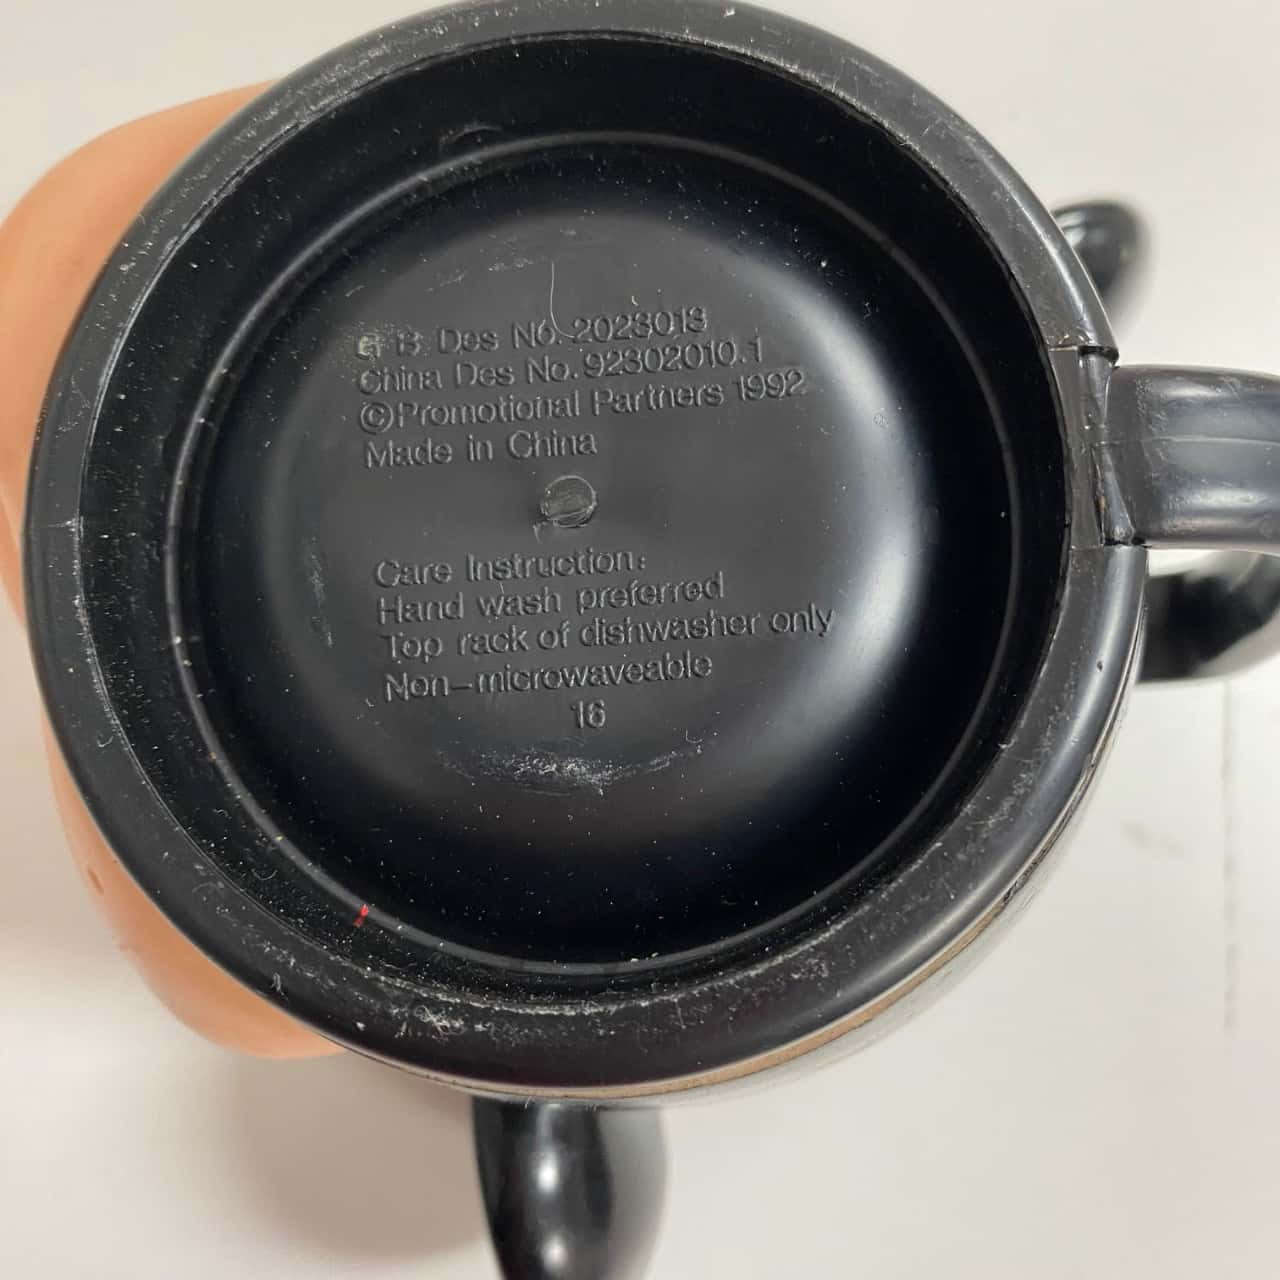 G B Des No. 2023013
China Des No. 92302010.1
©Promotional Partners 1992
Made in China
Care Instruction:
Hand wash preferred
Top rack of dishwasher only
Non-microwaveable
16